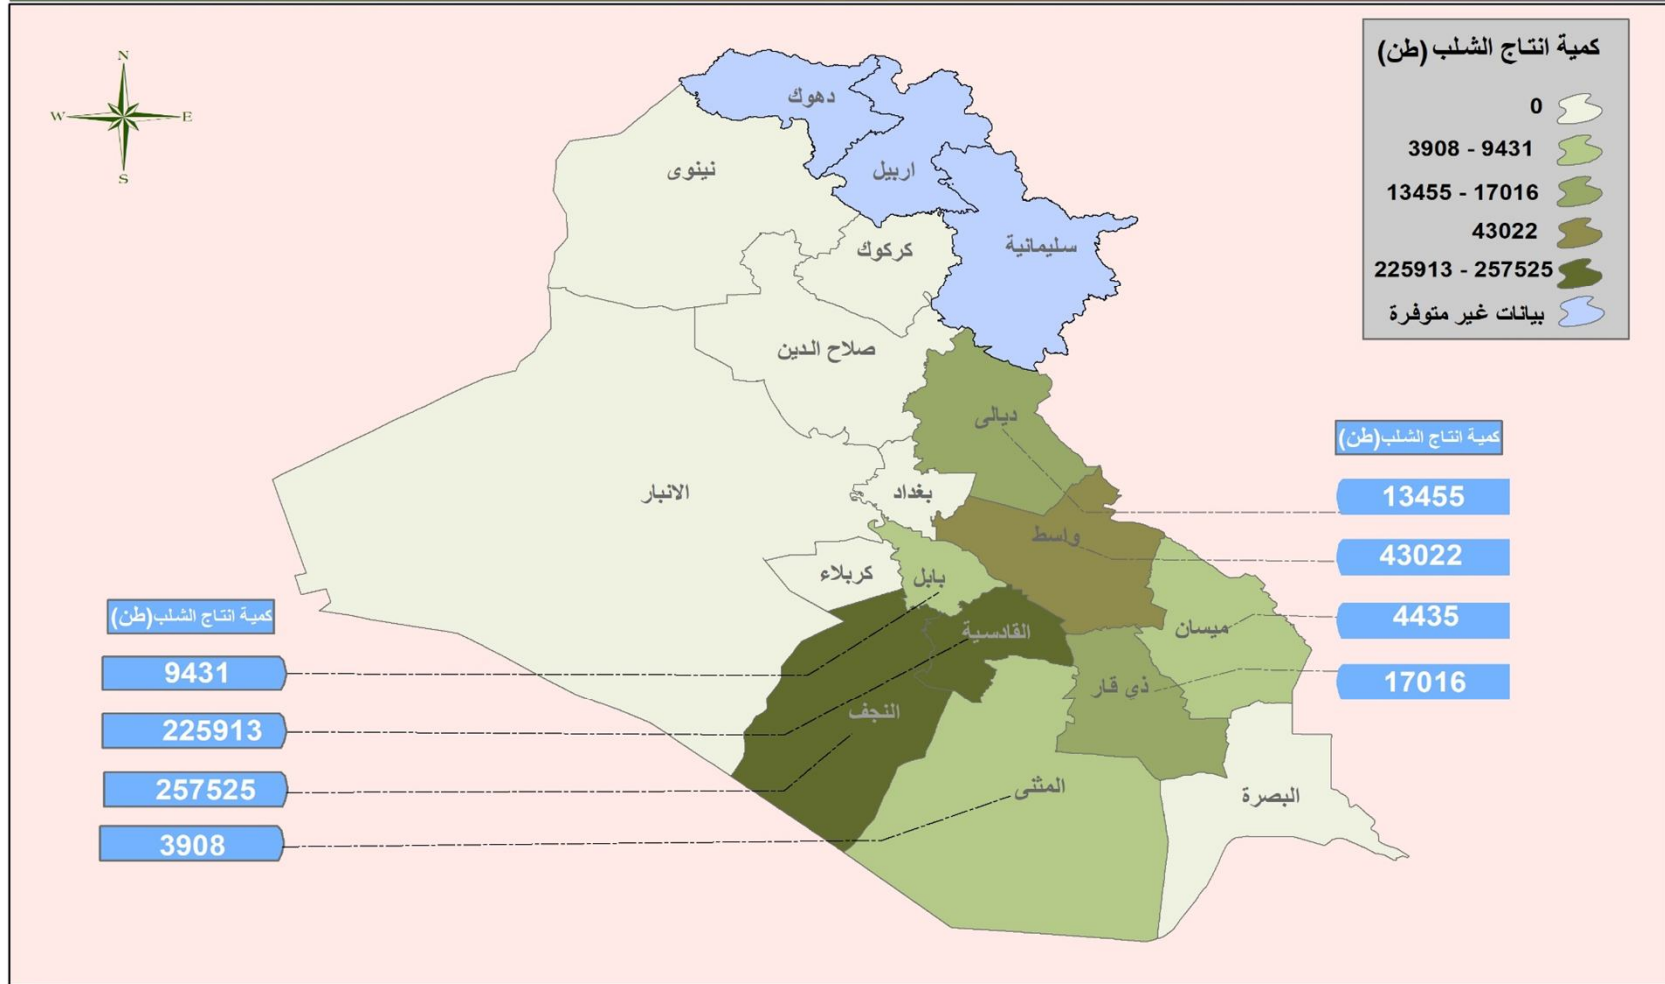 كمية انتاج الشلب (طن)
0
3908 - 9431
13455 - 17016
43022
225913 - 257525
بيانات غير متوفرة
N
W
E
S
دهوك
نينوى
اربيل
كركوك
سليمانية
صلاح الدين
ديالى
الانبار
بغداد
واسط
كربلاء
بابل
القادسية
ميسان
ذي قار
النجف
المثنى
البصرة
كمية انتاج الشلب(طن)
13455
43022
4435
17016
كمية انتاج الشلب(طن)
9431
225913
257525
3908